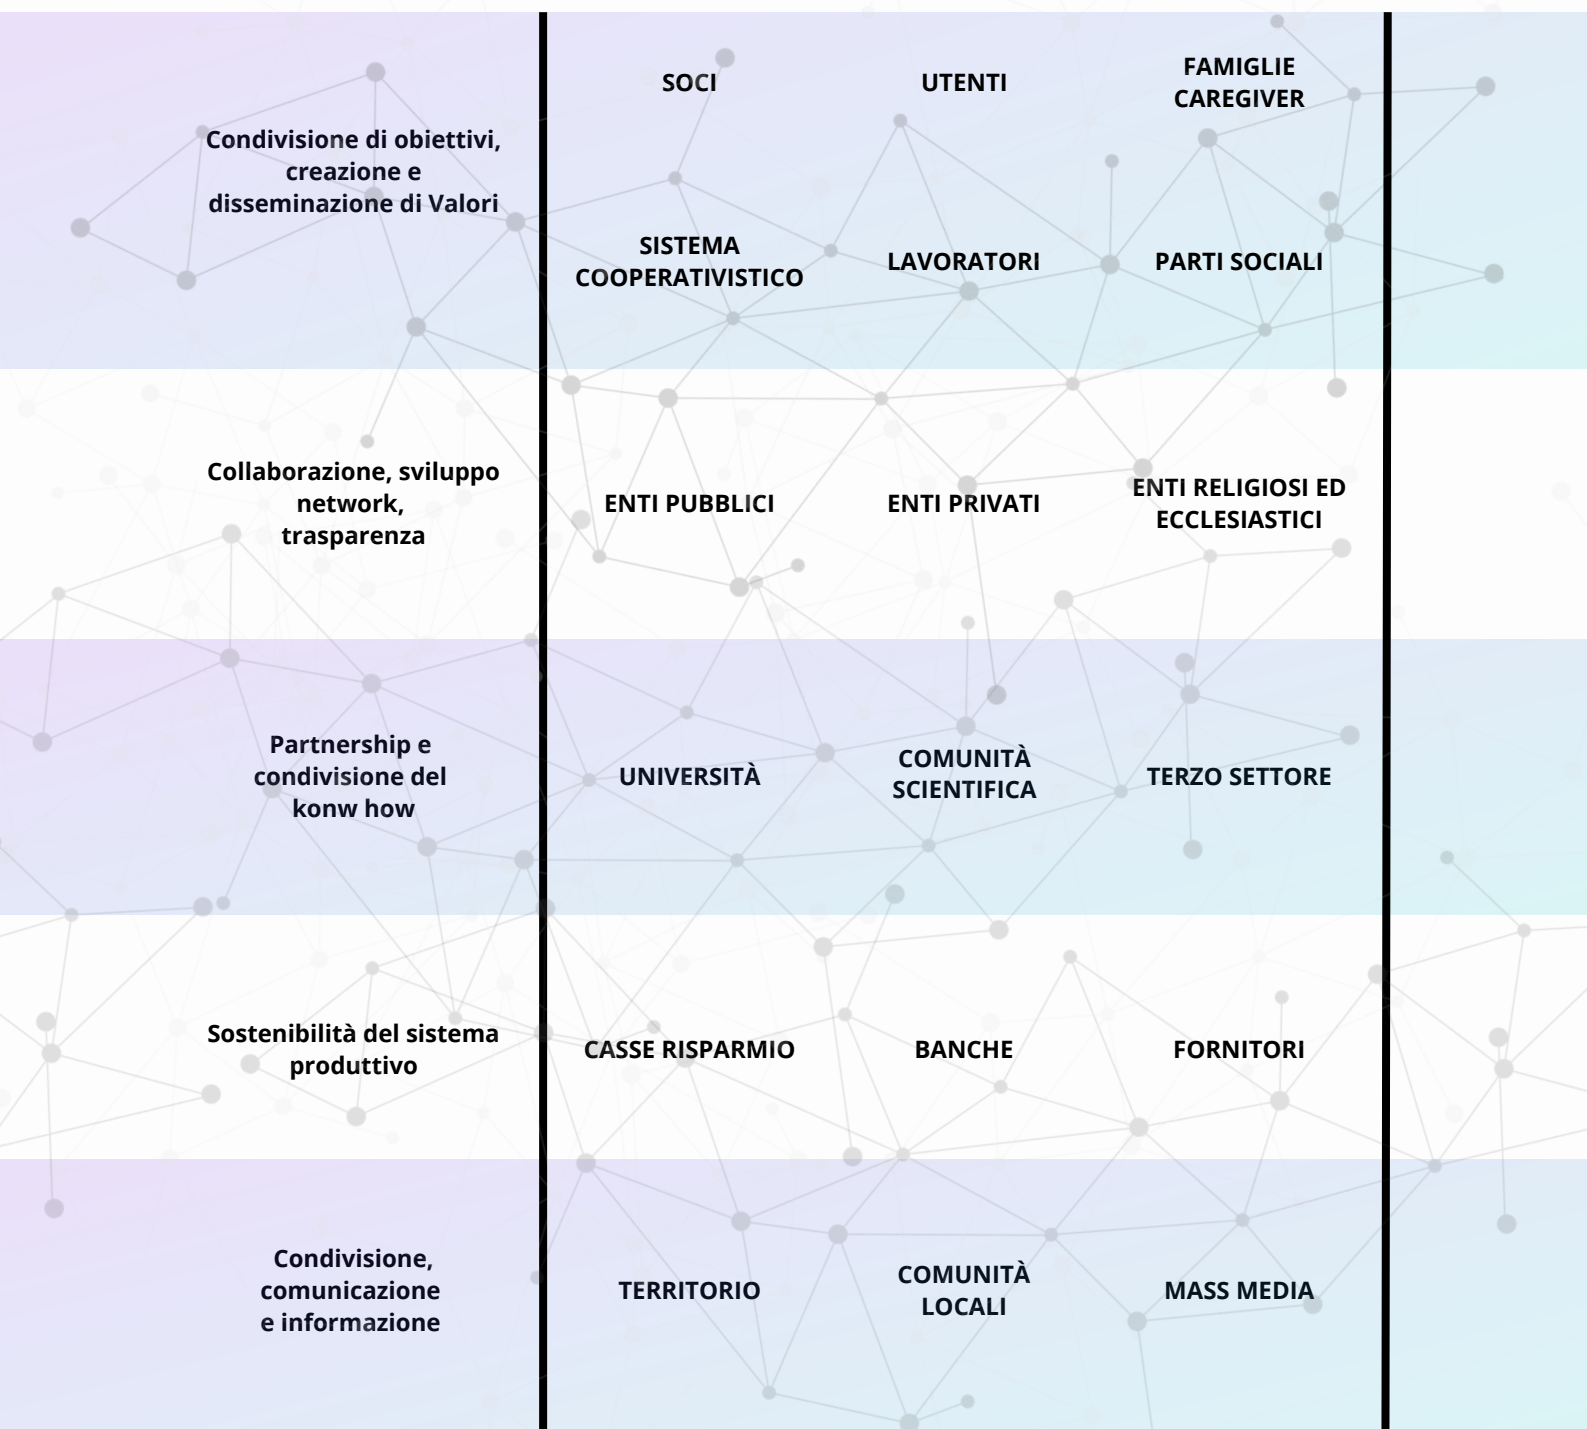 Condivisione di obiettivi,
creazione e
disseminazione di Valori
SOCI
UTENTI
FAMIGLIE
CAREGIVER
SISTEMA
COOPERATIVISTICO
LAVORATORI
PARTI SOCIALI
Collaborazione, sviluppo
network,
trasparenza
ENTI PUBBLICI
ENTI PRIVATI
ENTI RELIGIOSI ED
ECCLESIASTICI
Partnership e
condivisione del
konw how
UNIVERSITÀ
COMUNITÀ
SCIENTIFICA
TERZO SETTORE
Sostenibilità del sistema
produttivo
CASSE RISPARMIO
BANCHE
FORNITORI
Condivisione,
comunicazione
e informazione
TERRITORIO
COMUNITÀ
LOCALI
MASS MEDIA